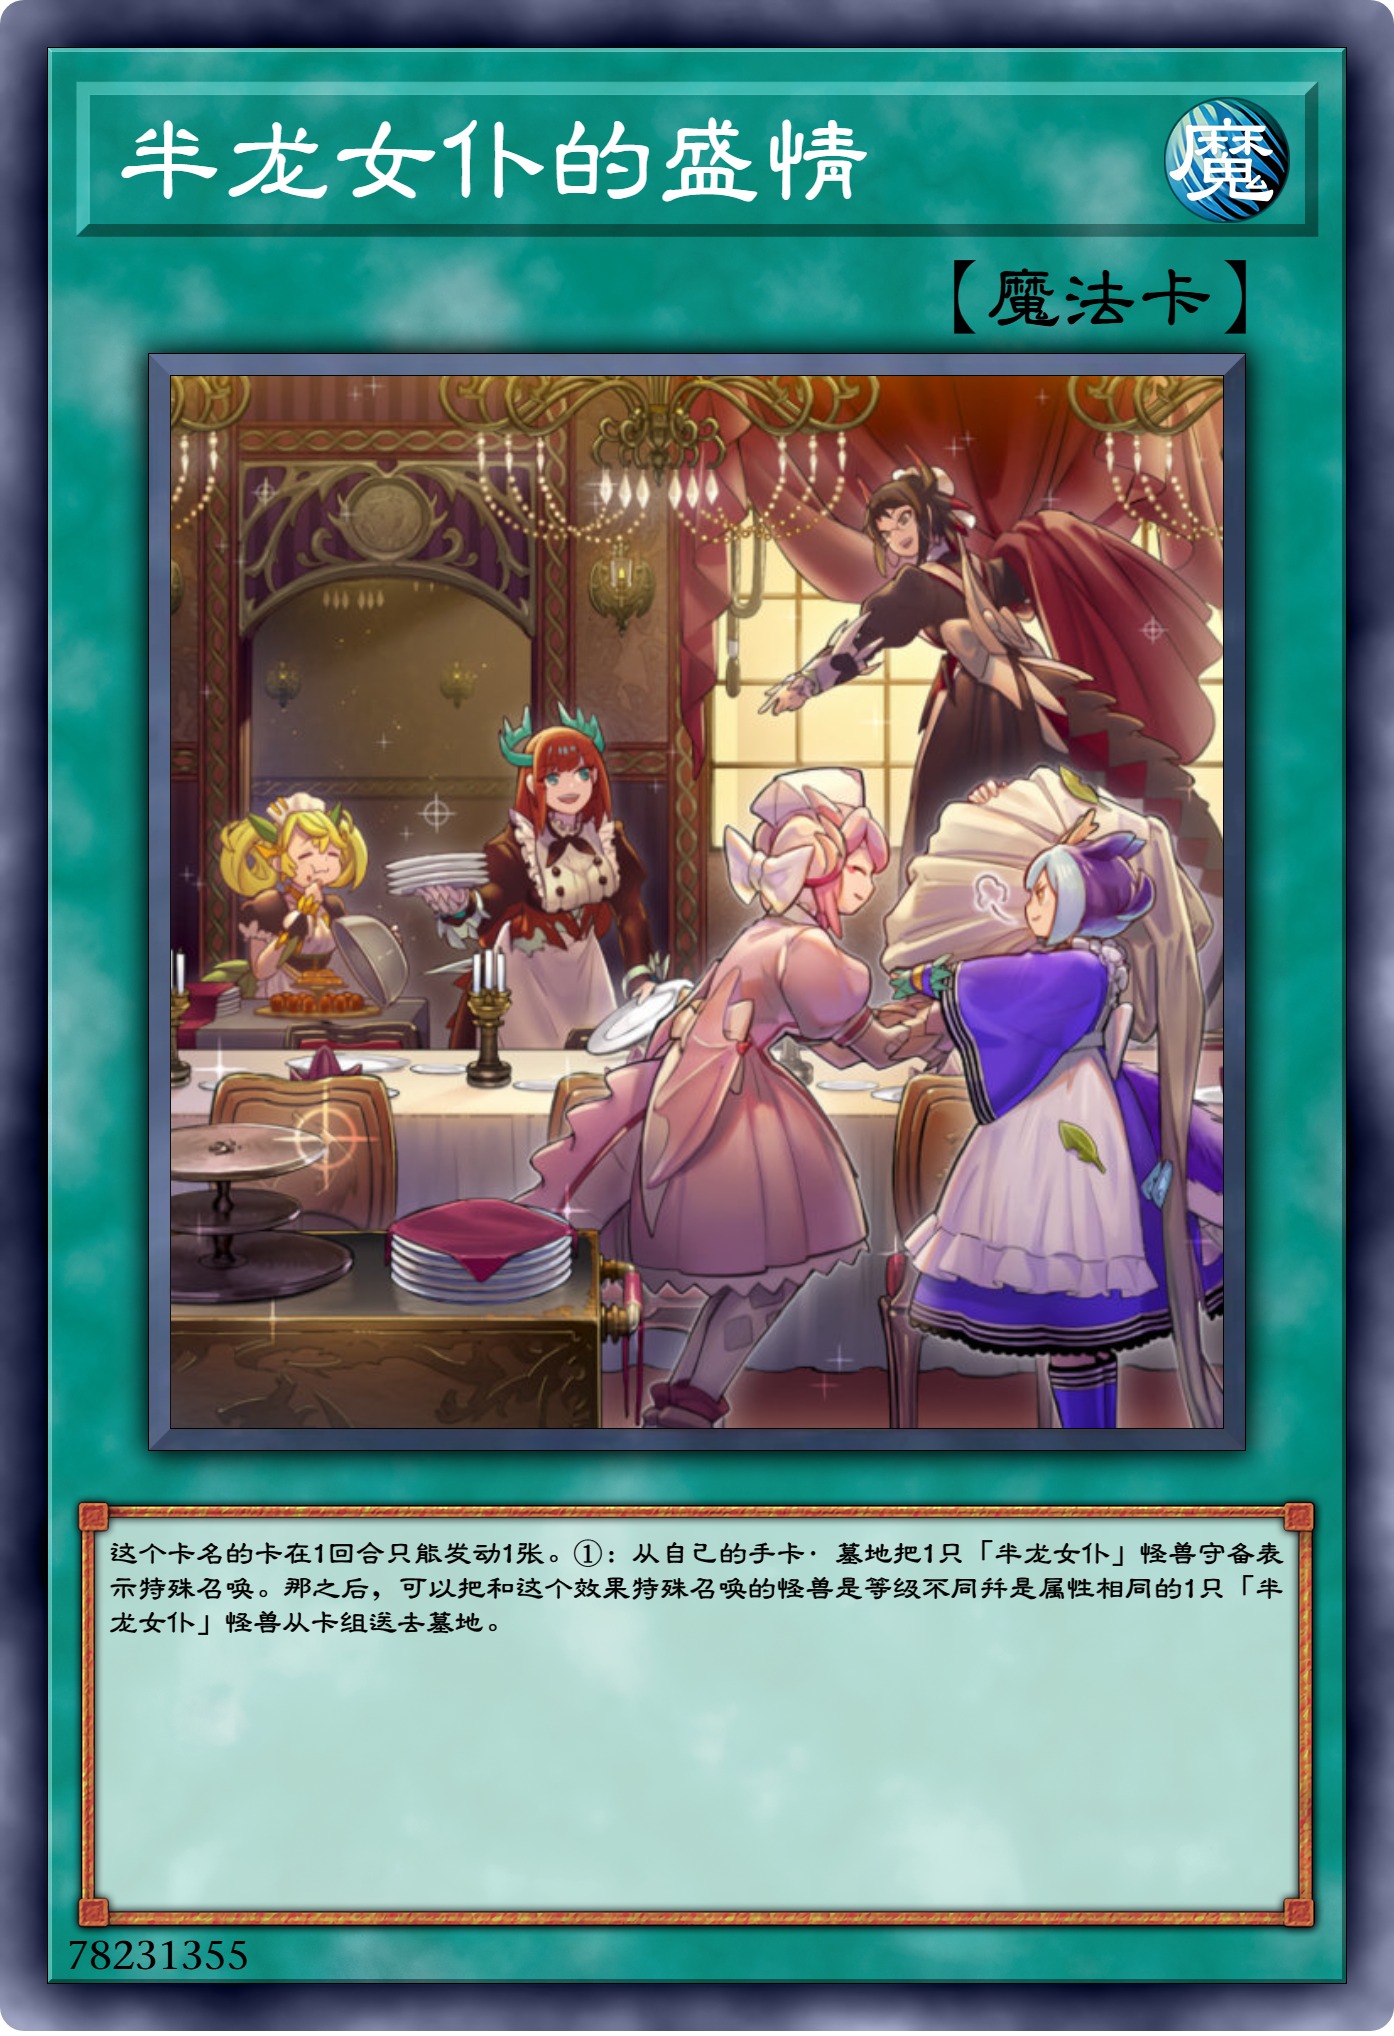 半龙女仆的盛情
魔
【魔法卡】
这个卡名的卡在1回合只能发动1张。①：从自己的手卡·墓地把1只「半龙女仆」怪兽守备表
示特殊召唤。那之后，可以把和这个效果特殊召唤的怪兽是等级不同并是属性相同的1只「半
龙女仆」怪兽从卡组送去墓地。
78231355